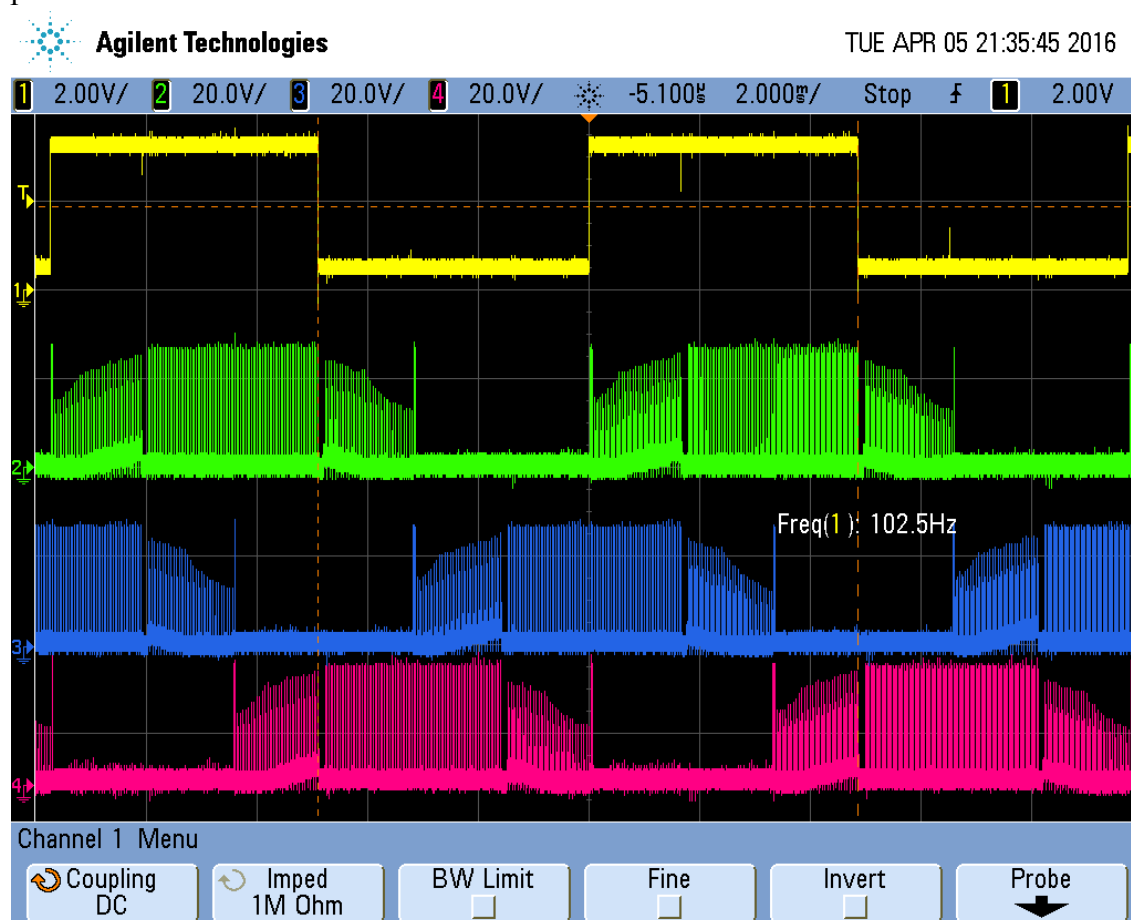 Agilent Technologies TUE APR 05 21:35:45 2016
1 2.00V/ 2 20.0V/ 3 20.0V/ 4 20.0V/ -5.100µs 2.000ms/ Stop 1 2.00V
T
1
2
Freq(1): 102.5Hz
3
4
Channel 1 Menu
Coupling Imped BW Limit Fine Invert Probe
DC 1M Ohm